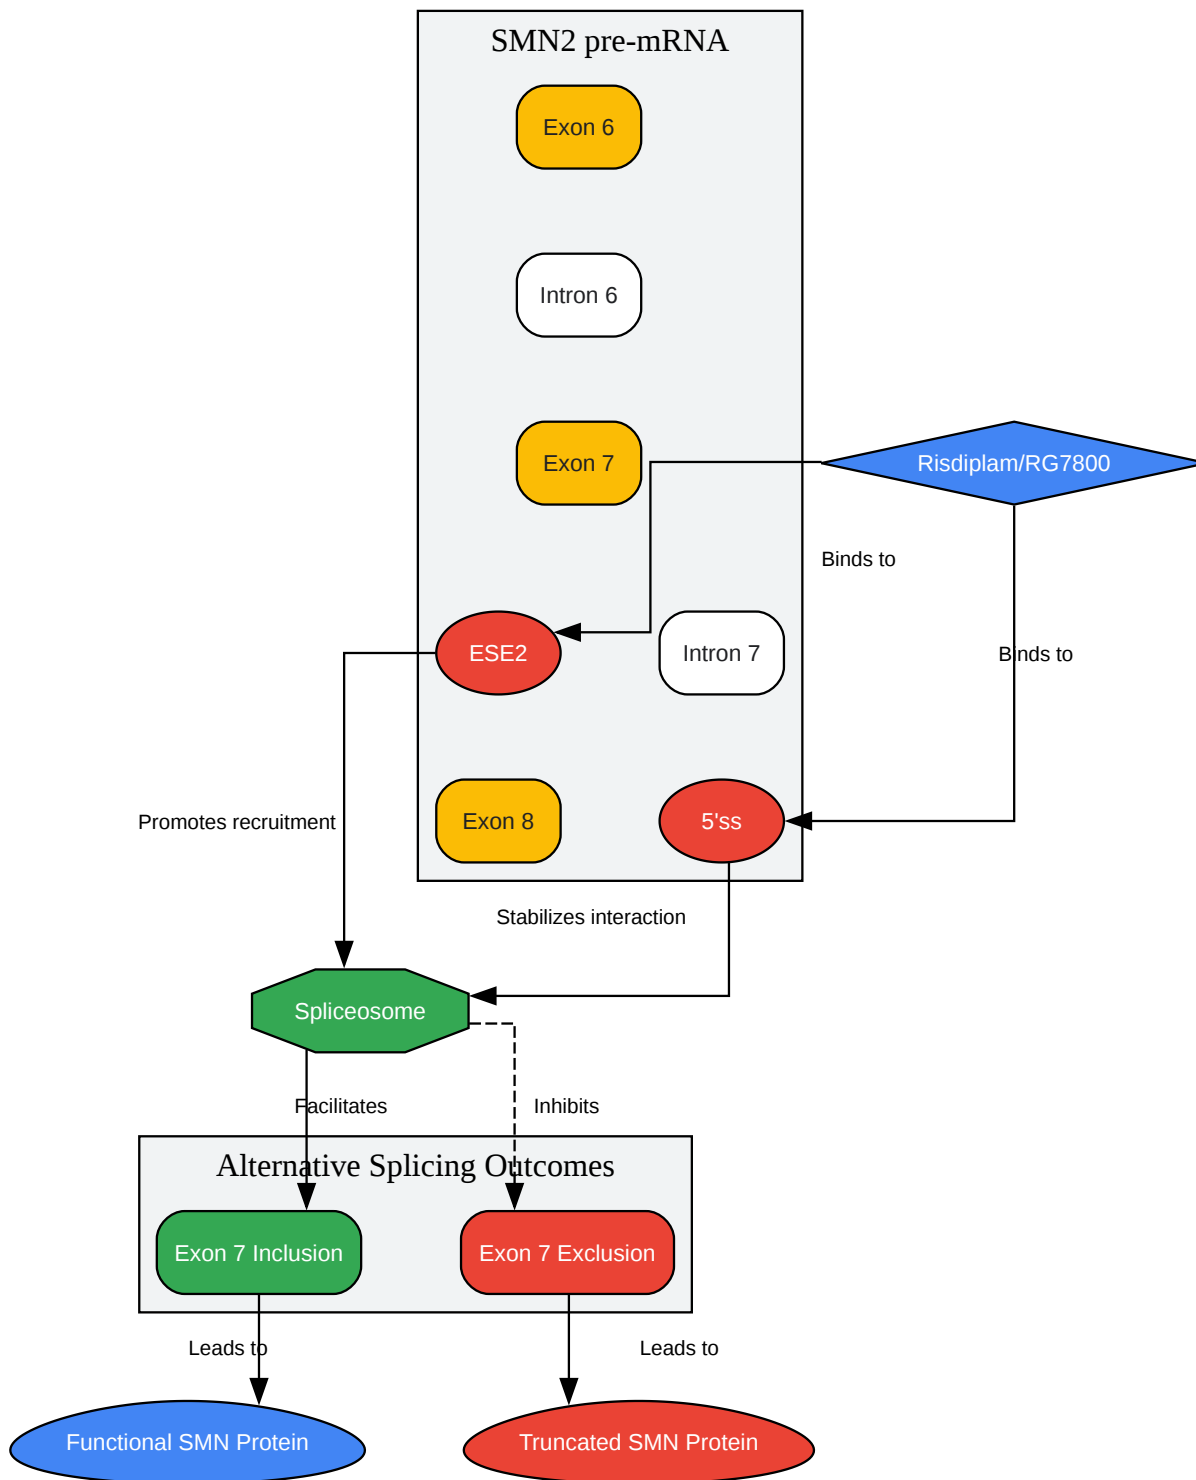 SMN2 pre-mRNA
Exon 6
Intron 6
Exon 7
Risdiplam/RG7800
Binds to
ESE2
Intron 7
Binds to
Promotes recruitment
Exon 8
5'ss
Stabilizes interaction
Spliceosome
Facilitates
Inhibits
Alternative Splicing Outcomes
Exon 7 Inclusion
Exon 7 Exclusion
Leads to
Leads to
Functional SMN Protein
Truncated SMN Protein